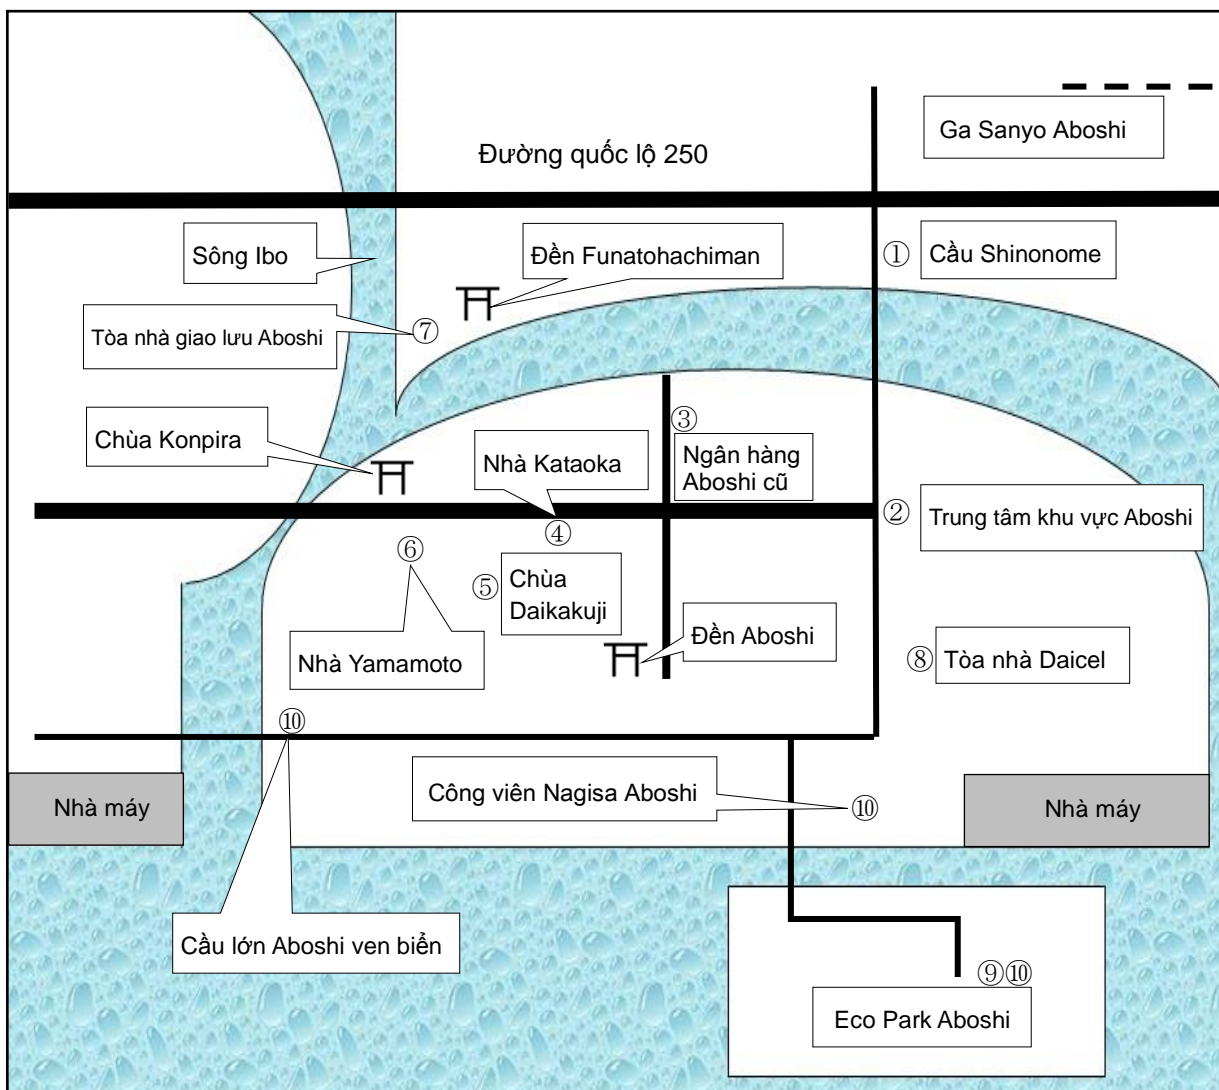 Ga Sanyo Aboshi
Đường quốc lộ 250
Sông Ibo
Đền Funatohachiman
① Cầu Shinonome
Tòa nhà giao lưu Aboshi ⑦
③
Chùa Konpira
Nhà Kataoka
Ngân hàng
Aboshi cũ
② Trung tâm khu vực Aboshi
④
⑥
⑤ Chùa
Daikakuji
Đền Aboshi
Nhà Yamamoto
⑧ Tòa nhà Daicel
⑩
Công viên Nagisa Aboshi ⑩
Nhà máy
Nhà máy
Cầu lớn Aboshi ven biển
⑨⑩
Eco Park Aboshi